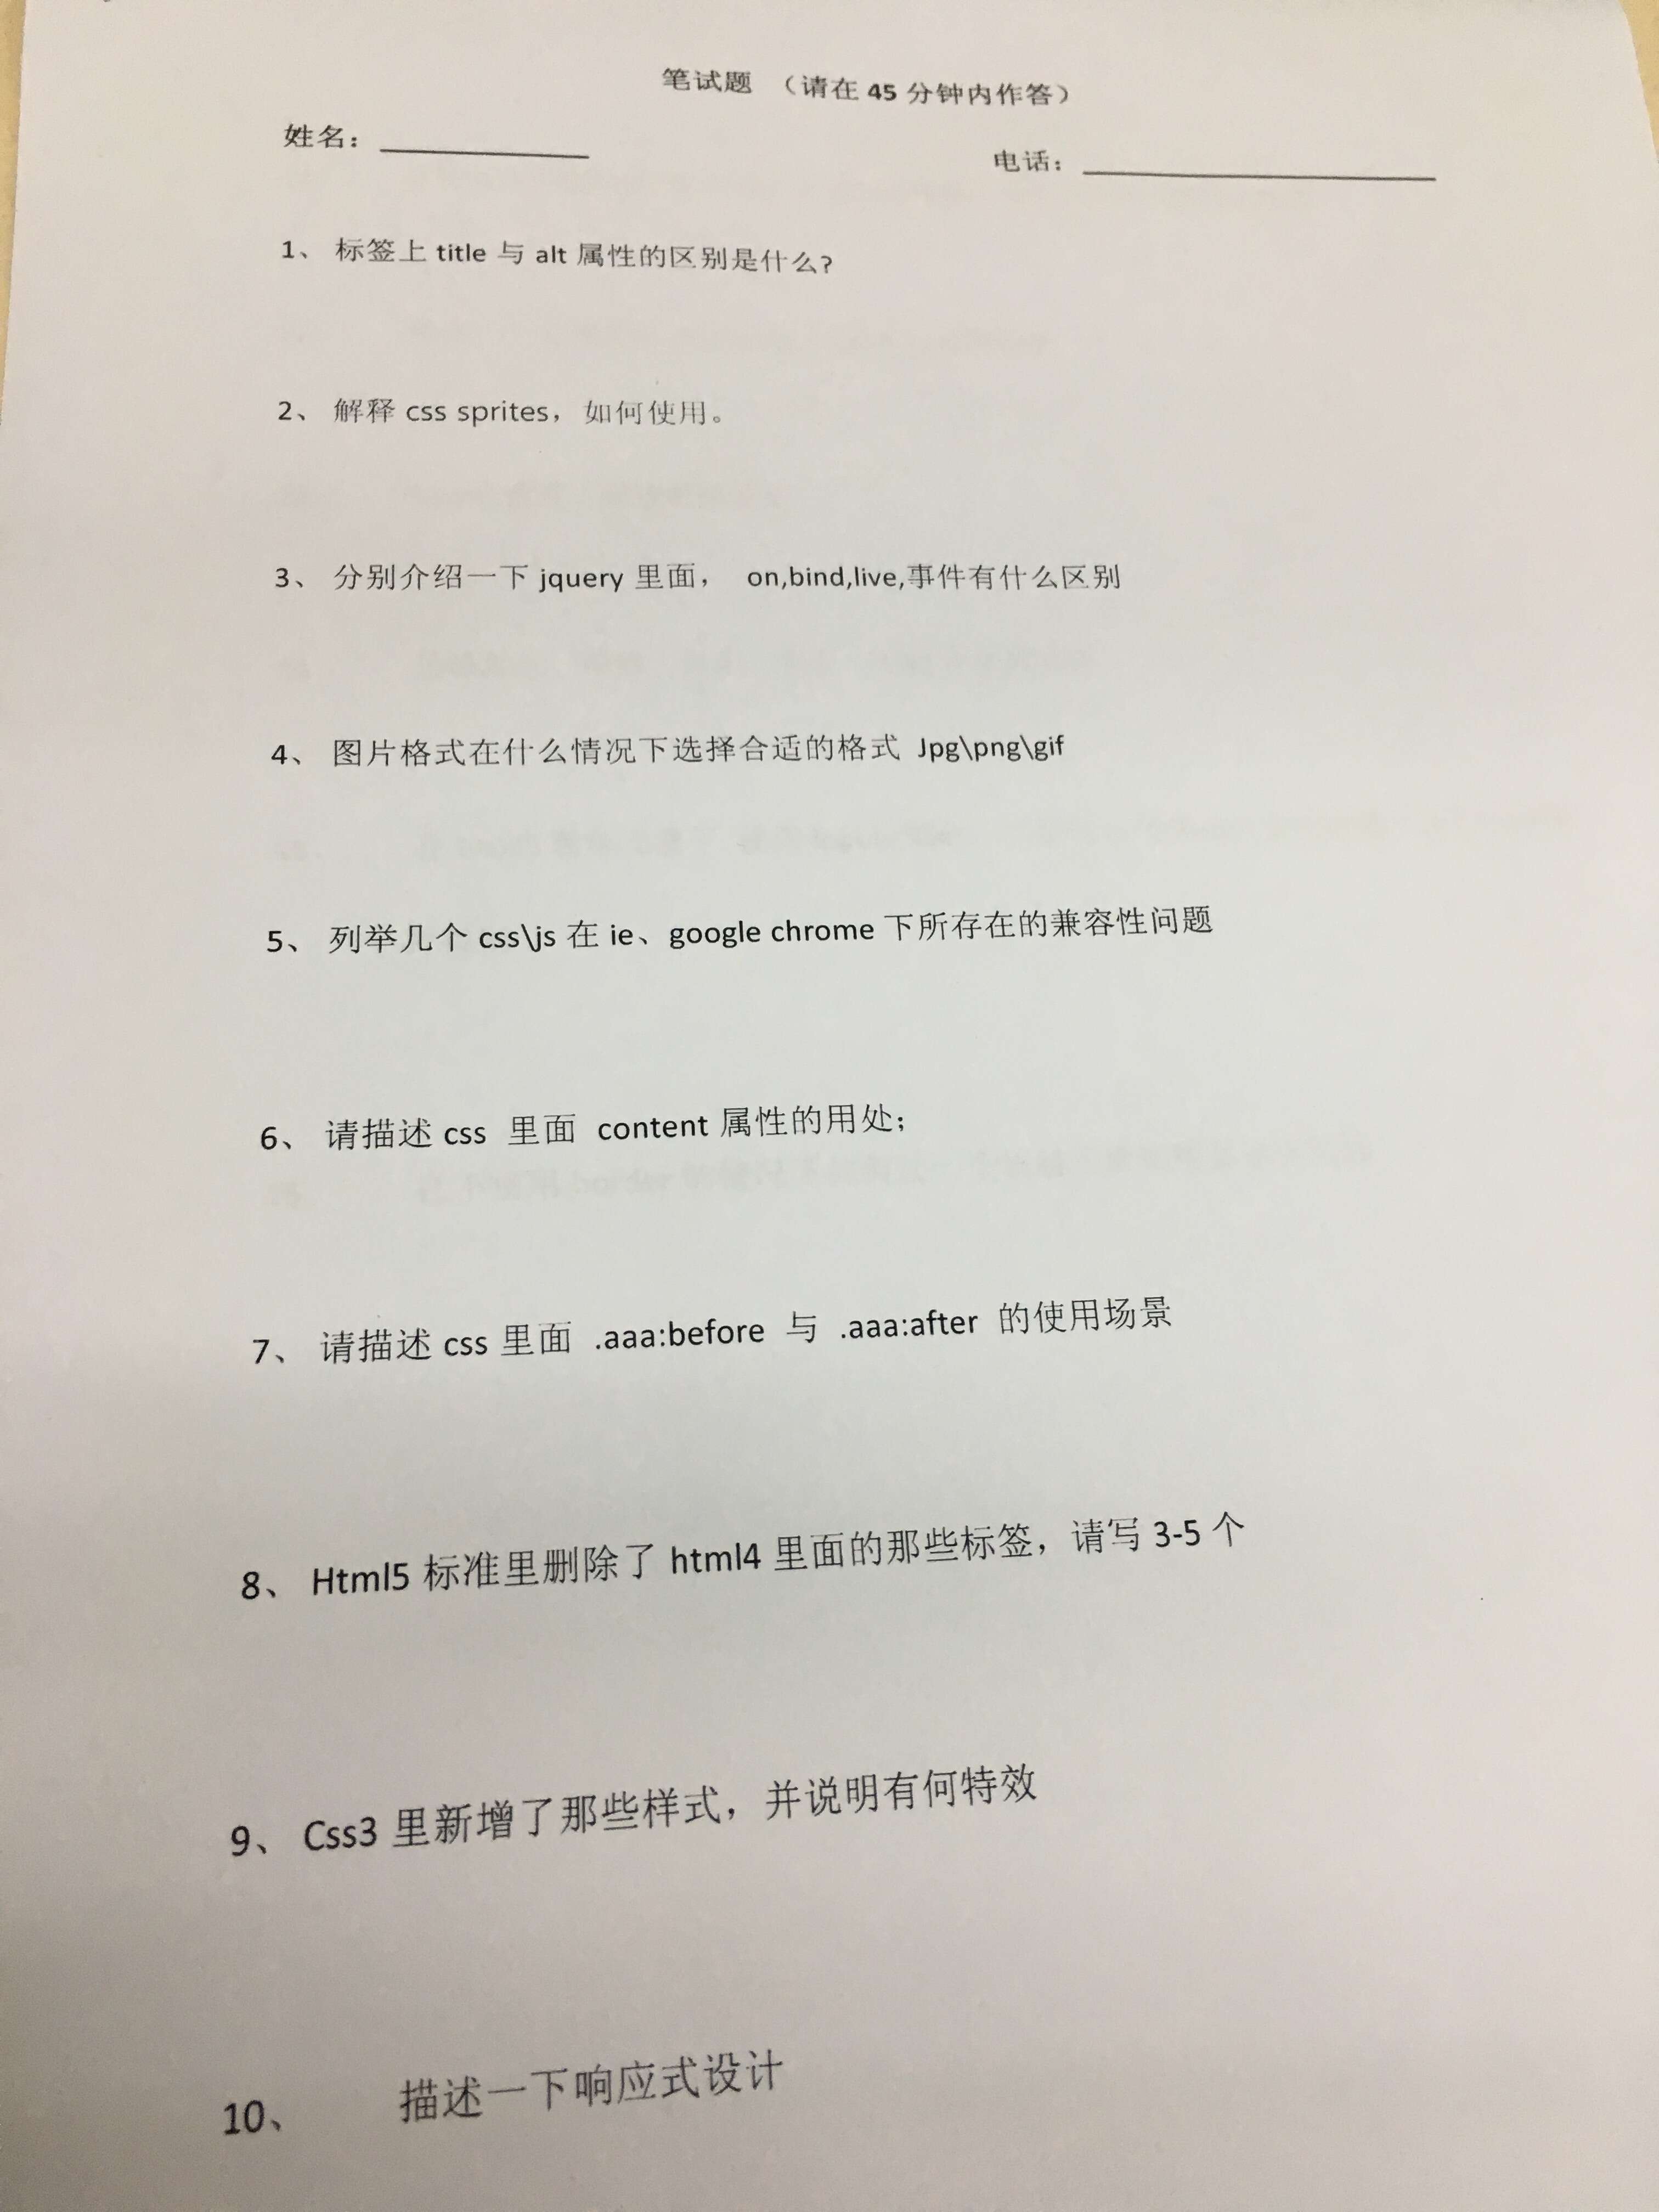 笔试题 （请在 45 分钟内作答）
姓名：
电话：
1、 标签上 title 与 alt 属性的区别是什么?
2、 解释 css sprites，如何使用。
3、 分别介绍一下 jquery 里面， on,bind,live,事件有什么区别
4、 图片格式在什么情况下选择合适的格式 Jpg\png\gif
5、 列举几个 css\js 在 ie、google chrome 下所存在的兼容性问题
6、 请描述 css 里面 content 属性的用处；
7、 请描述 css 里面 .aaa:before 与 .aaa:after 的使用场景
8、 Html5 标准里删除了 html4 里面的那些标签，请写 3-5 个
9、 Css3 里新增了那些样式，并说明有何特效
10、 描述一下响应式设计